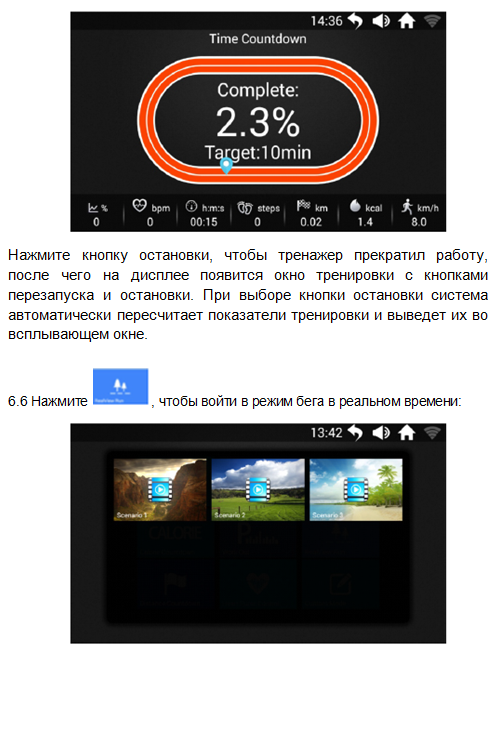 14:36
Time Countdown
Complete:
2.3%
Target:10min
% bpm h:m:s steps km kcal km/h
0 0 00:15 0 0.02 1.4 8.0
Нажмите кнопку остановки, чтобы тренажер прекратил работу,
после чего на дисплее появится окно тренировки с кнопками
перезапуска и остановки. При выборе кнопки остановки система
автоматически пересчитает показатели тренировки и выведет их во
всплывающем окне.
6.6 Нажмите , чтобы войти в режим бега в реальном времени:
13:42
Scenario 1 Scenario 2 Scenario 3